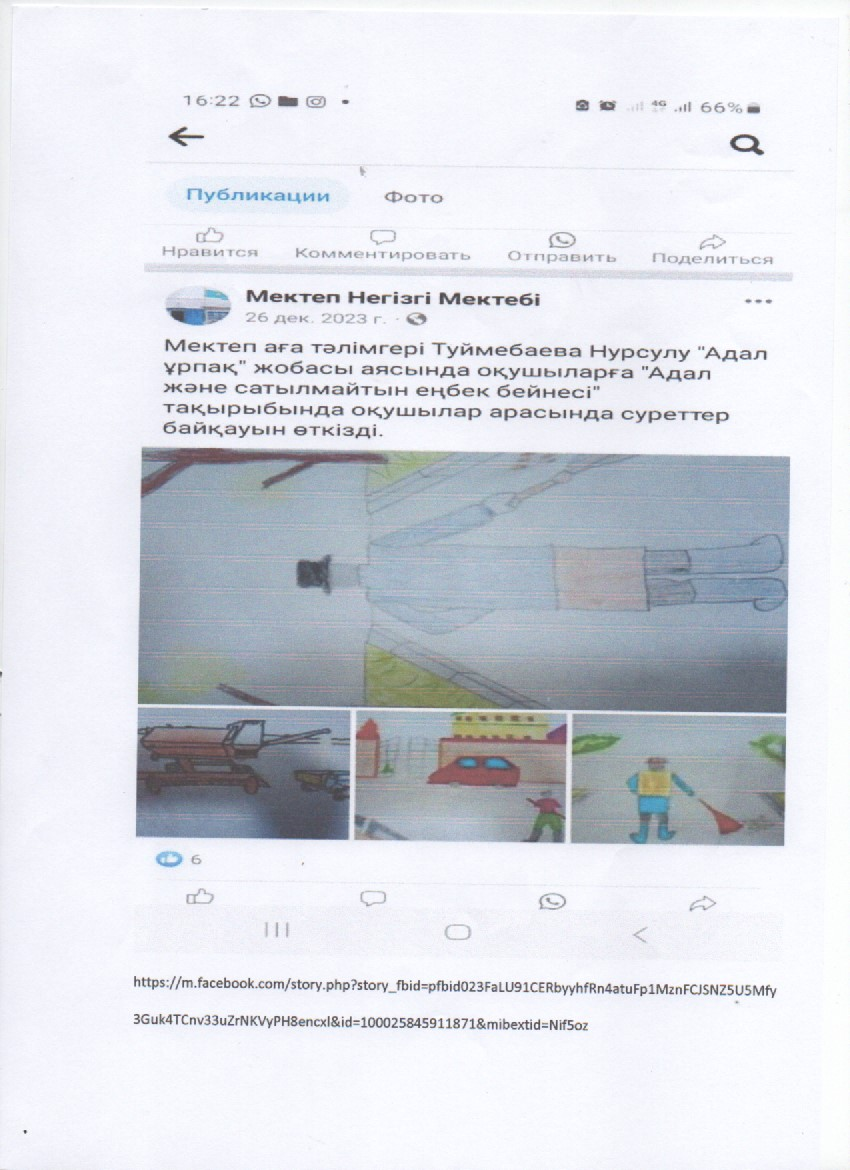 16:22 4G 66%
Публикации Фото
Нравится Комментировать Отправить Поделиться
Мектеп Негізгі Мектебі
26 дек. 2023 г. ·
Мектеп аға тәлімгері Туймебаева Нурсулу "Адал
ұрпақ" жобасы аясында оқушыларға "Адал
және сатылмайтын еңбек бейнесі"
тақырыбында оқушылар арасында суреттер
байқауын өткізді.
6
https://m.facebook.com/story.php?story_fbid=pfbid023FaLU91CERbyyhfRn4atuFp1MznFCJSNZ5U5Mfy
3Guk4TCnv33uZrNKVyPH8encxl&id=100025845911871&mibextid=Nif5oz